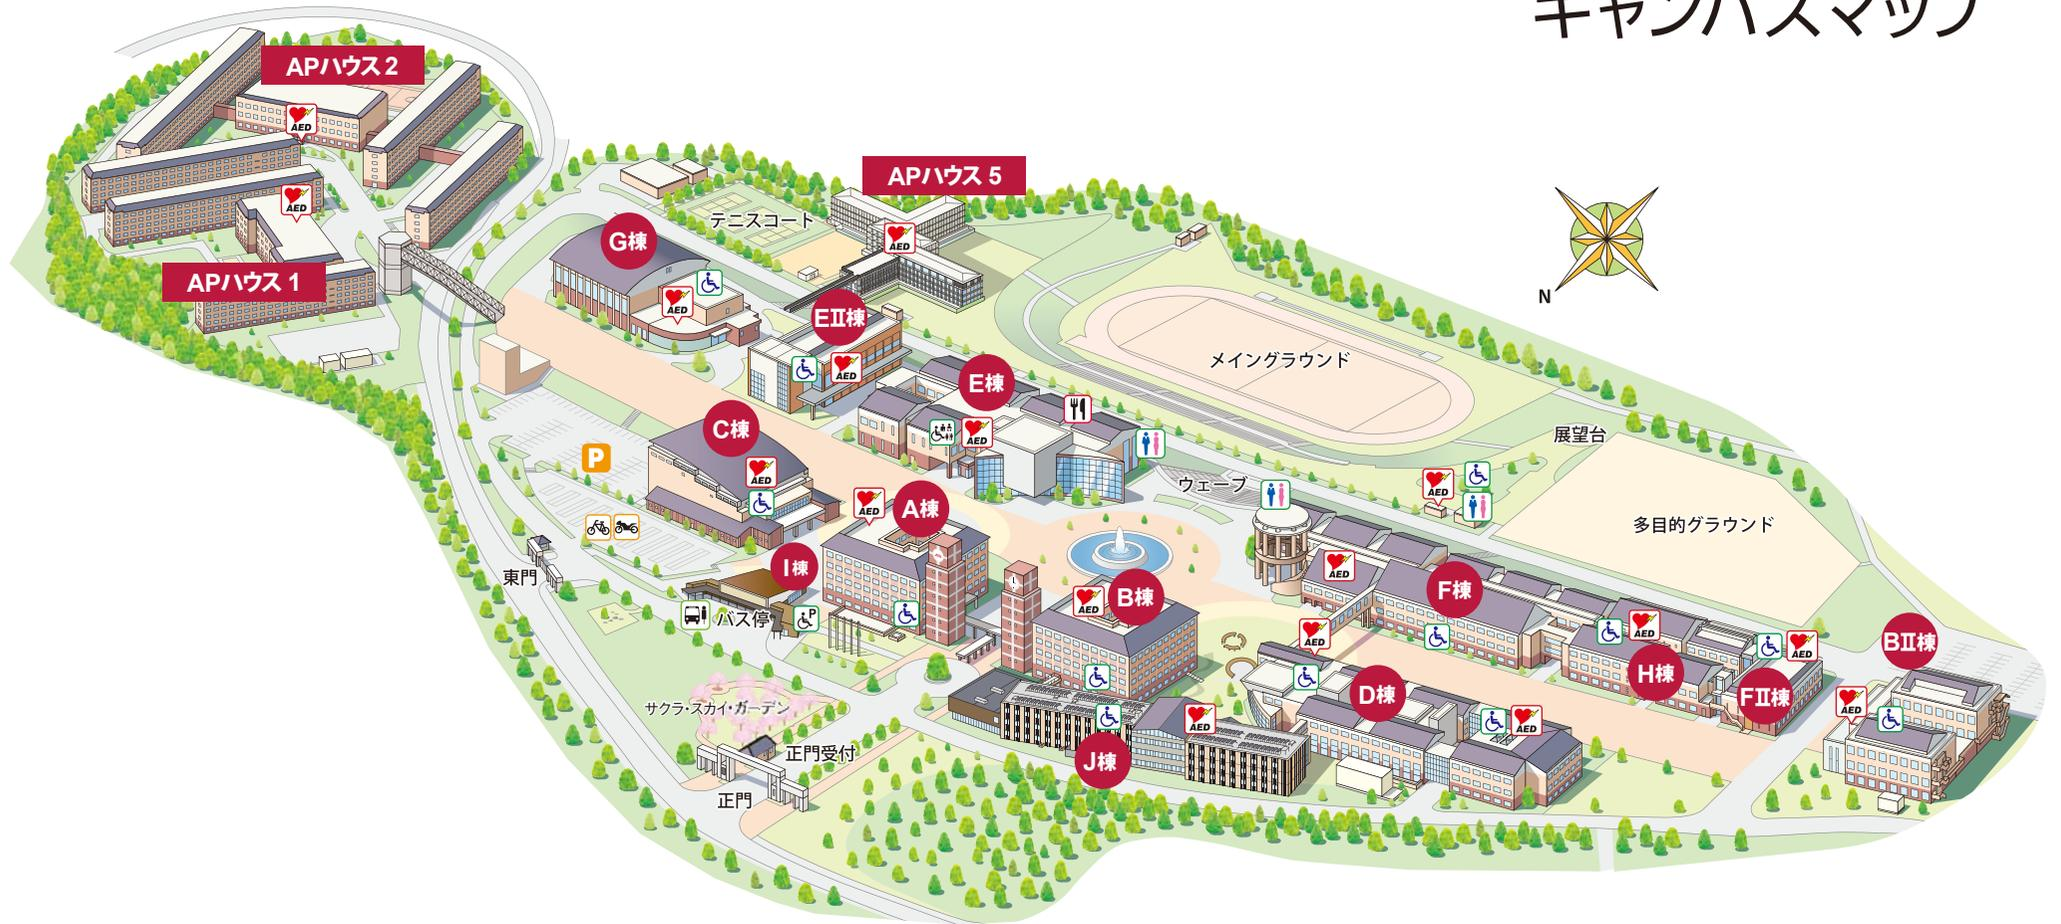 キャンパスマップ
APハウス 2
AED
AED
APハウス 1
APハウス 5
AED
テニスコート
G棟
AED
N
EⅡ棟
AED
メイングラウンド
E棟
AED
C棟
AED
P
展望台
AED
ウェーブ
多目的グラウンド
A棟
AED
I棟
東門
バス停
P
B棟
AED
F棟
AED
AED
H棟
AED
FⅡ棟
AED
BⅡ棟
AED
D棟
AED
サクラ・スカイ・ガーデン
J棟
AED
正門受付
正門